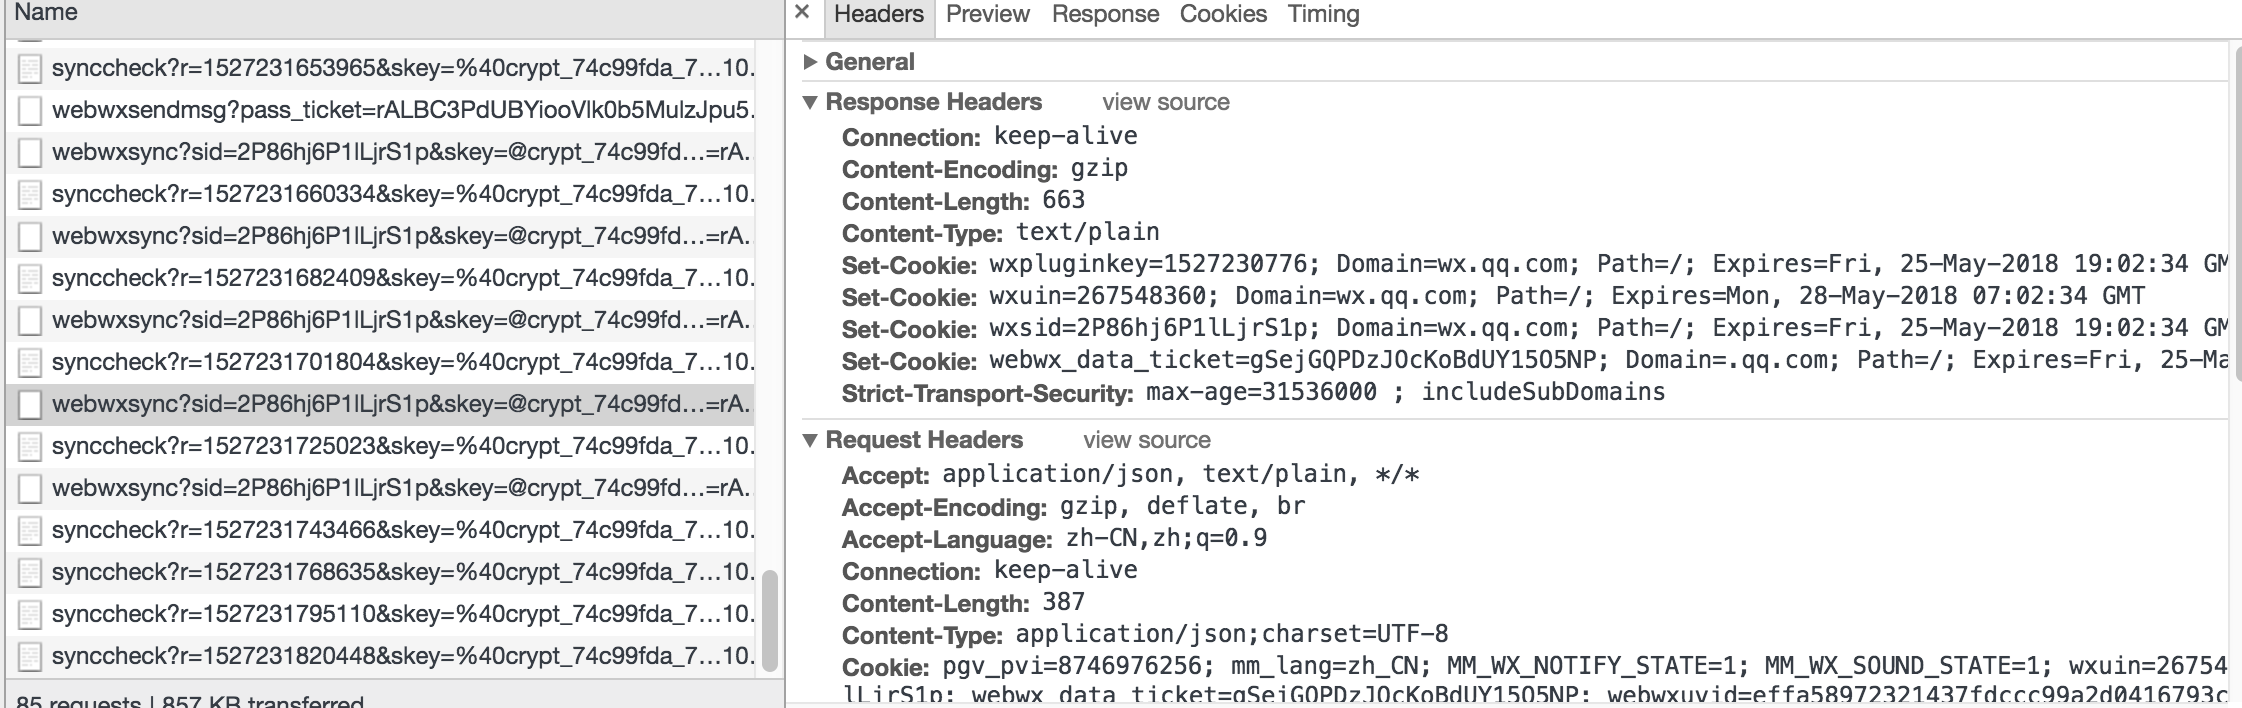 Name
synccheck?r=1527231653965&skey=%40crypt_74c99fda_7…10.
webwxsendmsg?pass_ticket=rALBC3PdUBYiooVlk0b5MulzJpu5.
webwxsync?sid=2P86hj6P1lLjrS1p&skey=@crypt_74c99fd…=rA.
synccheck?r=1527231660334&skey=%40crypt_74c99fda_7…10.
webwxsync?sid=2P86hj6P1lLjrS1p&skey=@crypt_74c99fd…=rA.
synccheck?r=1527231682409&skey=%40crypt_74c99fda_7…10.
webwxsync?sid=2P86hj6P1lLjrS1p&skey=@crypt_74c99fd…=rA.
synccheck?r=1527231701804&skey=%40crypt_74c99fda_7…10.
webwxsync?sid=2P86hj6P1lLjrS1p&skey=@crypt_74c99fd…=rA.
synccheck?r=1527231725023&skey=%40crypt_74c99fda_7…10.
webwxsync?sid=2P86hj6P1lLjrS1p&skey=@crypt_74c99fd…=rA.
synccheck?r=1527231743466&skey=%40crypt_74c99fda_7…10.
synccheck?r=1527231768635&skey=%40crypt_74c99fda_7…10.
synccheck?r=1527231795110&skey=%40crypt_74c99fda_7…10.
synccheck?r=1527231820448&skey=%40crypt_74c99fda_7…10.
85 requests | 857 KB transferred
× Headers Preview Response Cookies Timing
General
Response Headers view source
Connection: keep-alive
Content-Encoding: gzip
Content-Length: 663
Content-Type: text/plain
Set-Cookie: wxpluginkey=1527230776; Domain=wx.qq.com; Path=/; Expires=Fri, 25-May-2018 19:02:34 GM
Set-Cookie: wxuin=267548360; Domain=wx.qq.com; Path=/; Expires=Mon, 28-May-2018 07:02:34 GMT
Set-Cookie: wxsid=2P86hj6P1lLjrS1p; Domain=wx.qq.com; Path=/; Expires=Fri, 25-May-2018 19:02:34 GM
Set-Cookie: webwx_data_ticket=gSejGQPDzJOcKoBdUY15O5NP; Domain=.qq.com; Path=/; Expires=Fri, 25-Ma
Strict-Transport-Security: max-age=31536000 ; includeSubDomains
Request Headers view source
Accept: application/json, text/plain, */*
Accept-Encoding: gzip, deflate, br
Accept-Language: zh-CN,zh;q=0.9
Connection: keep-alive
Content-Length: 387
Content-Type: application/json;charset=UTF-8
Cookie: pgv_pvi=8746976256; mm_lang=zh_CN; MM_WX_NOTIFY_STATE=1; MM_WX_SOUND_STATE=1; wxuin=26754
lLjrS1p; webwx_data_ticket=gSejGQPDzJOcKoBdUY15O5NP; webwxuvid=effa58972321437fdccc99a2d0416793c